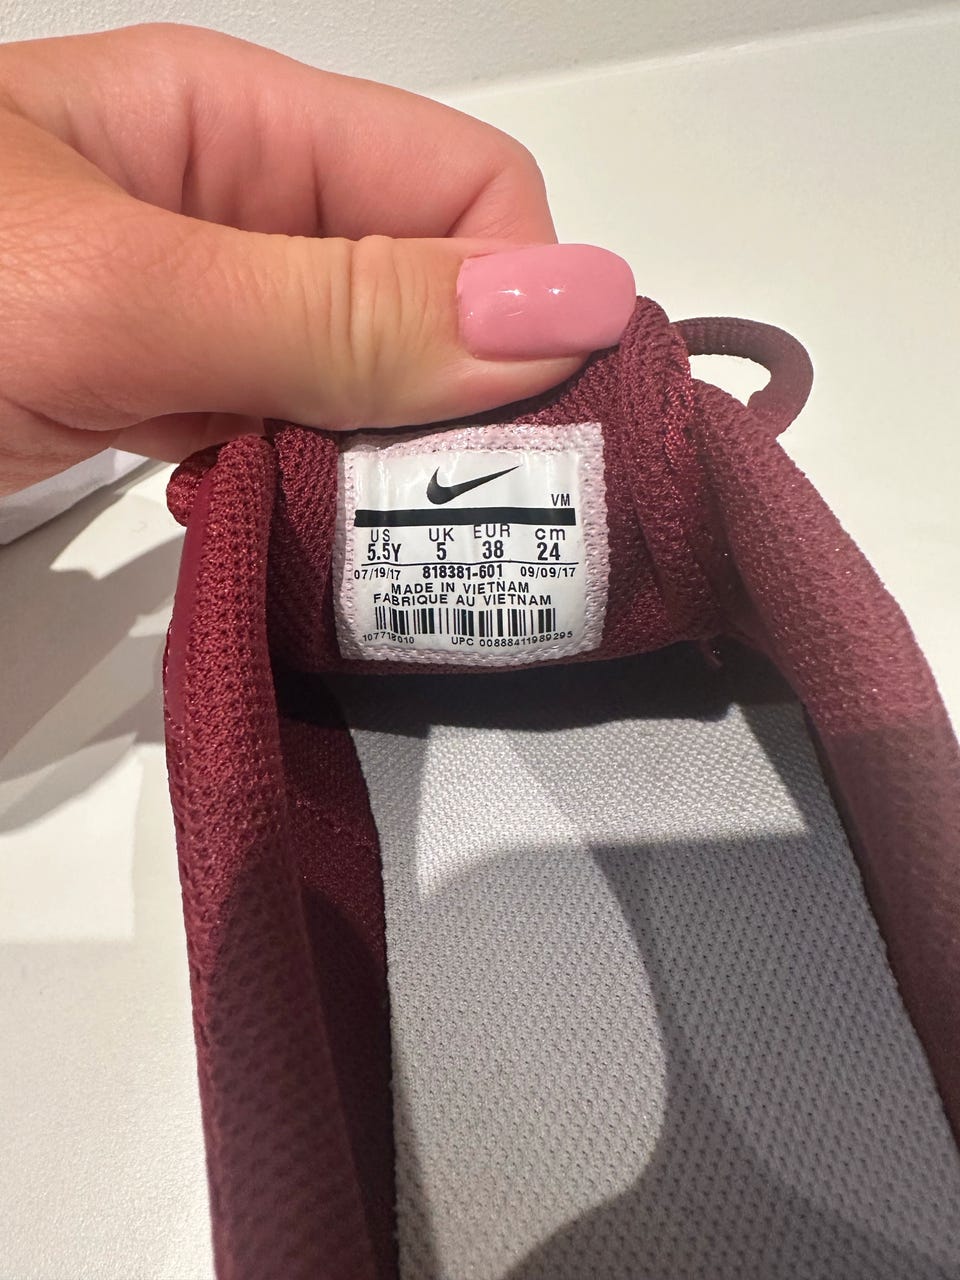 VM
US UK EUR cm
5.5Y 5 38 24
07/19/17 818381-601 09/09/17
MADE IN VIETNAM
FABRIQUE AU VIETNAM
107718010 UPC 00888411989295